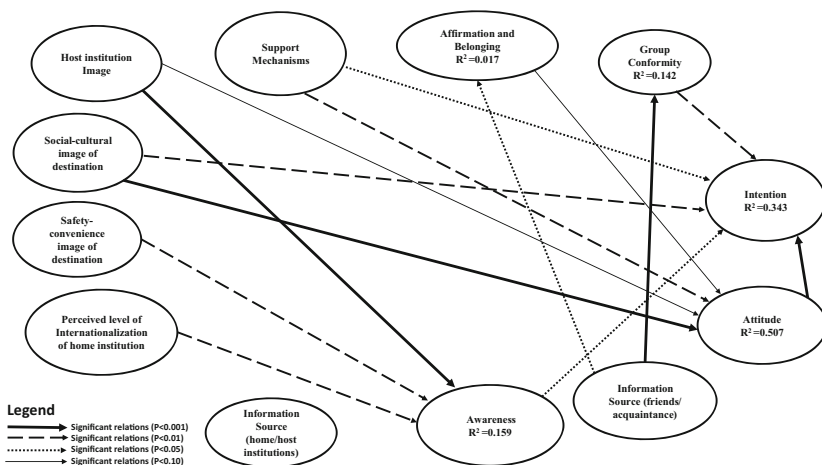 Host institution
Image
Support
Mechanisms
Affirmation and
Belonging
R² =0.017
Group
Conformity
R² =0.142
Social-cultural
image of
destination
Intention
R² =0.343
Safety-
convenience
image of
destination
Perceived level of
Internationalization
of home institution
Attitude
R² =0.507
Information
Source
(home/host
institutions)
Awareness
R² =0.159
Information
Source (friends/
acquaintance)
Legend
Significant relations (P<0.001)
Significant relations (P<0.01)
Significant relations (P<0.05)
Significant relations (P<0.10)